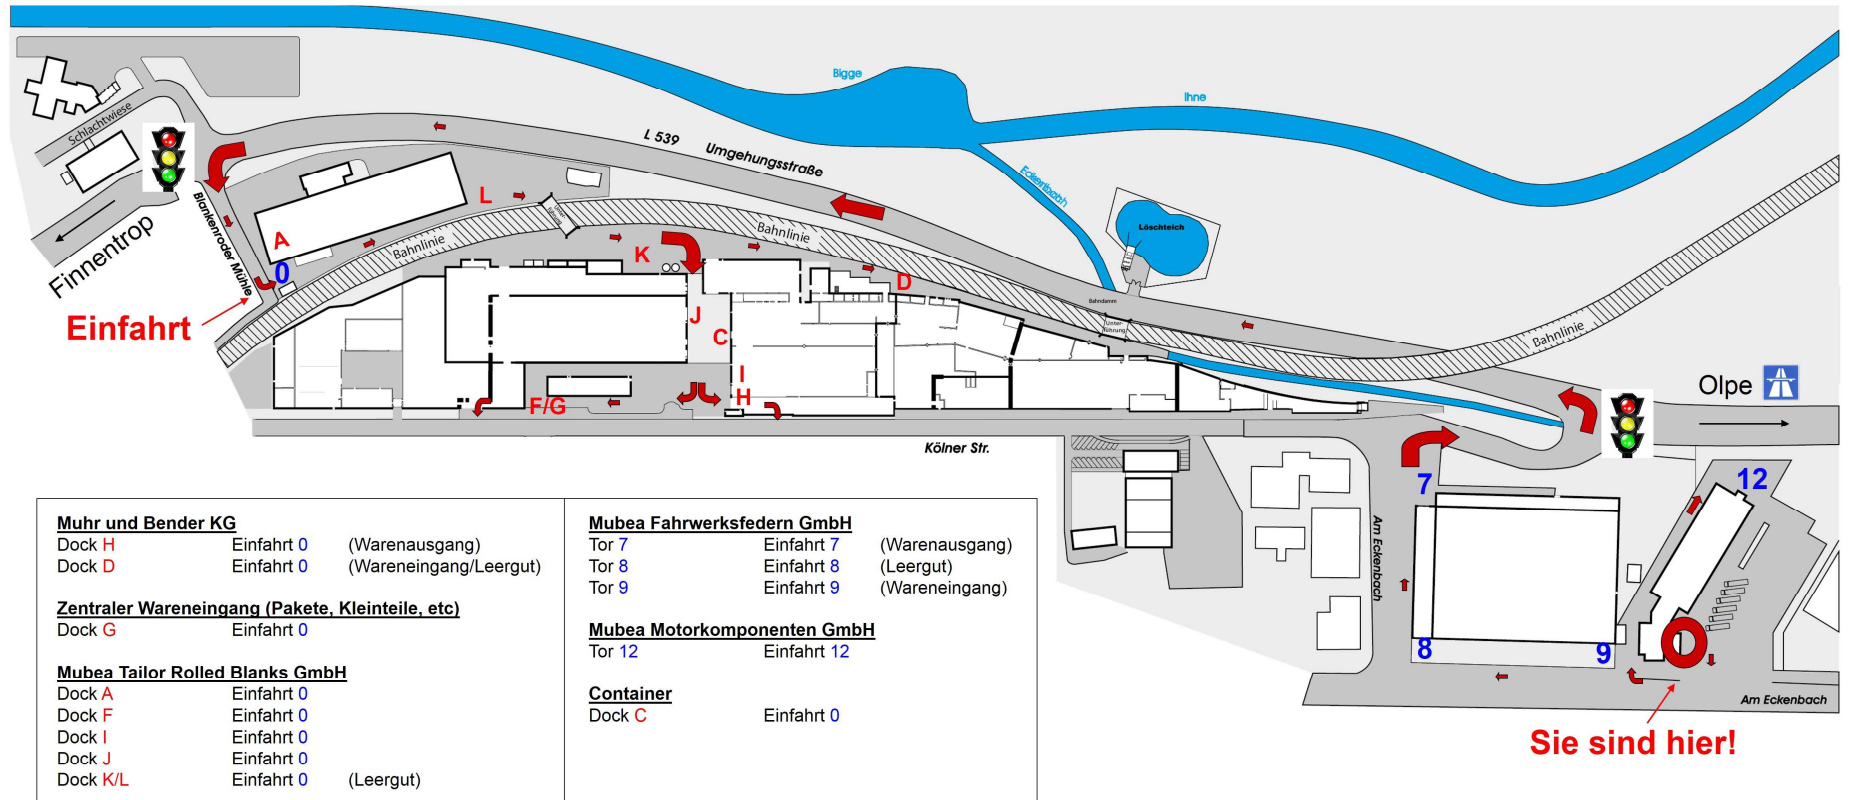 Bigge
Ihne
L 539 Umgehungsstraße
Schlachtwiese
Eckenbach
Löschteich
Blankenroder Mühle
Finnentrop
Einfahrt
A
0
L
K
Bahnlinie
Bahnlinie
Bahnlinie
Unter
führung
D
Bahndamm
Unter
führung
J
C
I
H
F/G
Kölner Str.
Olpe
7
12
8
9
Am Eckenbach
Am Eckenbach
Sie sind hier!
Muhr und Bender KG
Dock H Einfahrt 0 (Warenausgang)
Dock D Einfahrt 0 (Wareneingang/Leergut)
Zentraler Wareneingang (Pakete, Kleinteile, etc)
Dock G Einfahrt 0
Mubea Tailor Rolled Blanks GmbH
Dock A Einfahrt 0
Dock F Einfahrt 0
Dock I Einfahrt 0
Dock J Einfahrt 0
Dock K/L Einfahrt 0 (Leergut)
Mubea Fahrwerksfedern GmbH
Tor 7 Einfahrt 7 (Warenausgang)
Tor 8 Einfahrt 8 (Leergut)
Tor 9 Einfahrt 9 (Wareneingang)
Mubea Motorkomponenten GmbH
Tor 12 Einfahrt 12
Container
Dock C Einfahrt 0